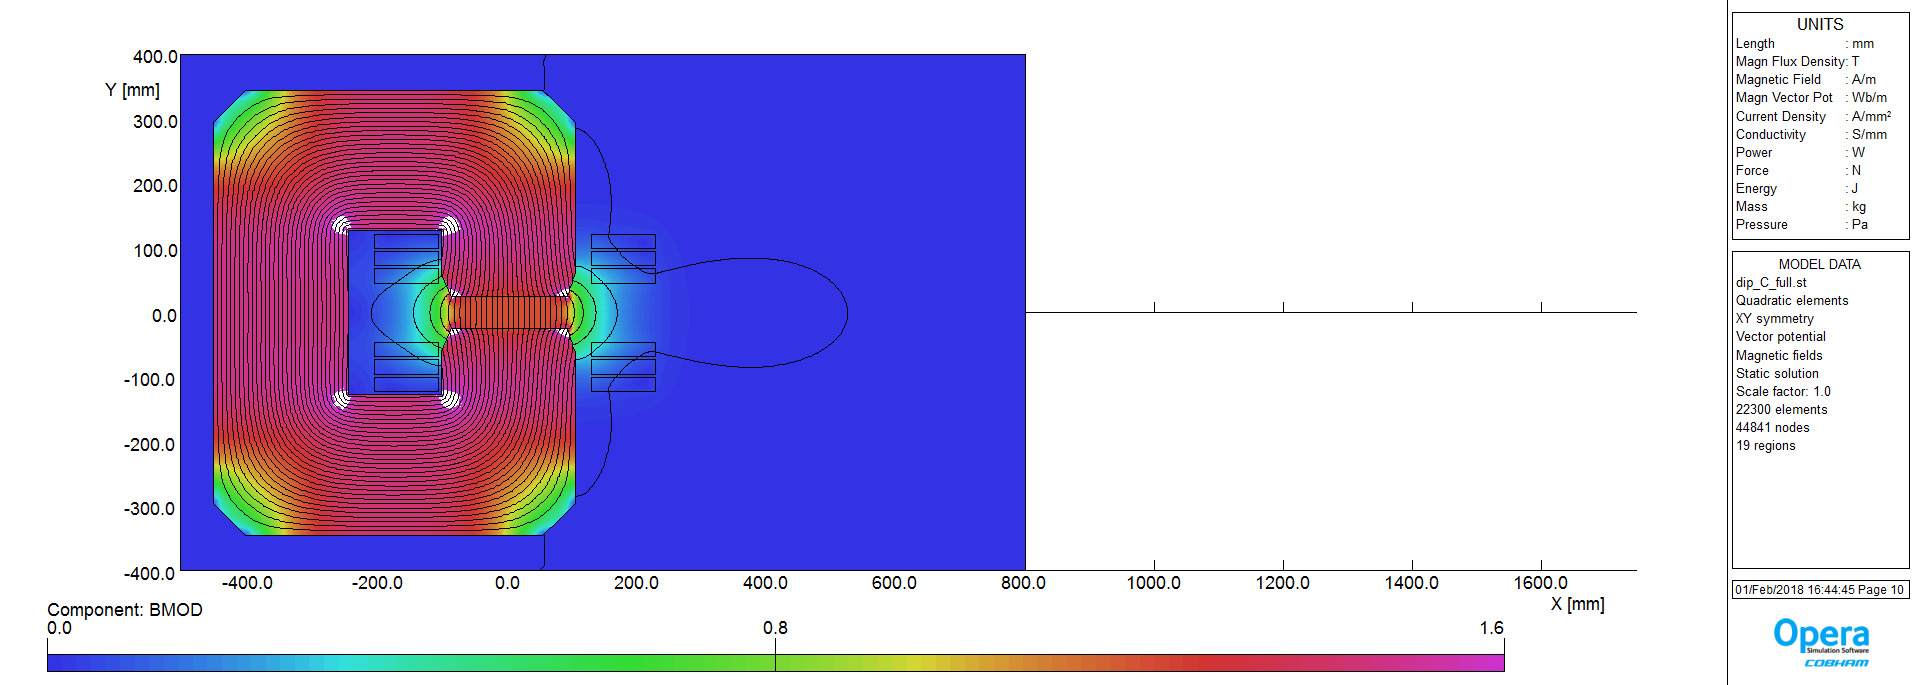 400.0
Y [mm]
300.0
200.0
100.0
0.0
-100.0
-200.0
-300.0
-400.0
-400.0 -200.0 0.0 200.0 400.0 600.0 800.0 1000.0 1200.0 1400.0 1600.0
X [mm]
Component: BMOD
0.0 0.8 1.6
UNITS
Length : mm
Magn Flux Density: T
Magnetic Field : A/m
Magn Vector Pot : Wb/m
Current Density : A/mm²
Conductivity : S/mm
Power : W
Force : N
Energy : J
Mass : kg
Pressure : Pa
MODEL DATA
dip_C_full.st
Quadratic elements
XY symmetry
Vector potential
Magnetic fields
Static solution
Scale factor: 1.0
22300 elements
44841 nodes
19 regions
01/Feb/2018 16:44:45 Page 10
Opera
Simulation Software
COBHAM